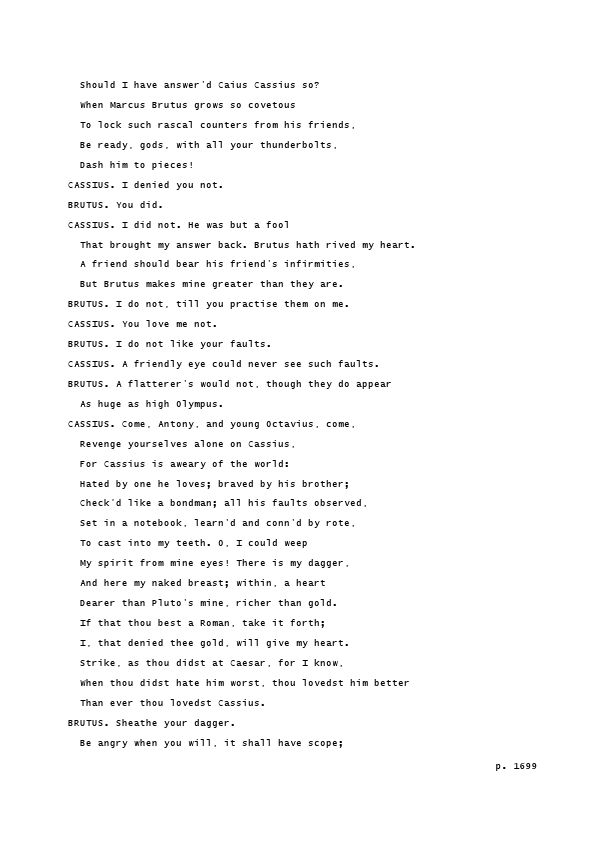 Should I have answer'd Caius Cassius so?
When Marcus Brutus grows so covetous
To lock such rascal counters from his friends,
Be ready, gods, with all your thunderbolts,
Dash him to pieces!
CASSIUS. I denied you not.
BRUTUS. You did.
CASSIUS. I did not. He was but a fool
That brought my answer back. Brutus hath rived my heart.
A friend should bear his friend's infirmities,
But Brutus makes mine greater than they are.
BRUTUS. I do not, till you practise them on me.
CASSIUS. You love me not.
BRUTUS. I do not like your faults.
CASSIUS. A friendly eye could never see such faults.
BRUTUS. A flatterer's would not, though they do appear
As huge as high Olympus.
CASSIUS. Come, Antony, and young Octavius, come,
Revenge yourselves alone on Cassius,
For Cassius is aweary of the world:
Hated by one he loves; braved by his brother;
Check'd like a bondman; all his faults observed,
Set in a notebook, learn'd and conn'd by rote,
To cast into my teeth. O, I could weep
My spirit from mine eyes! There is my dagger,
And here my naked breast; within, a heart
Dearer than Pluto's mine, richer than gold.
If that thou best a Roman, take it forth;
I, that denied thee gold, will give my heart.
Strike, as thou didst at Caesar, for I know,
When thou didst hate him worst, thou lovedst him better
Than ever thou lovedst Cassius.
BRUTUS. Sheathe your dagger.
Be angry when you will, it shall have scope;
p. 1699